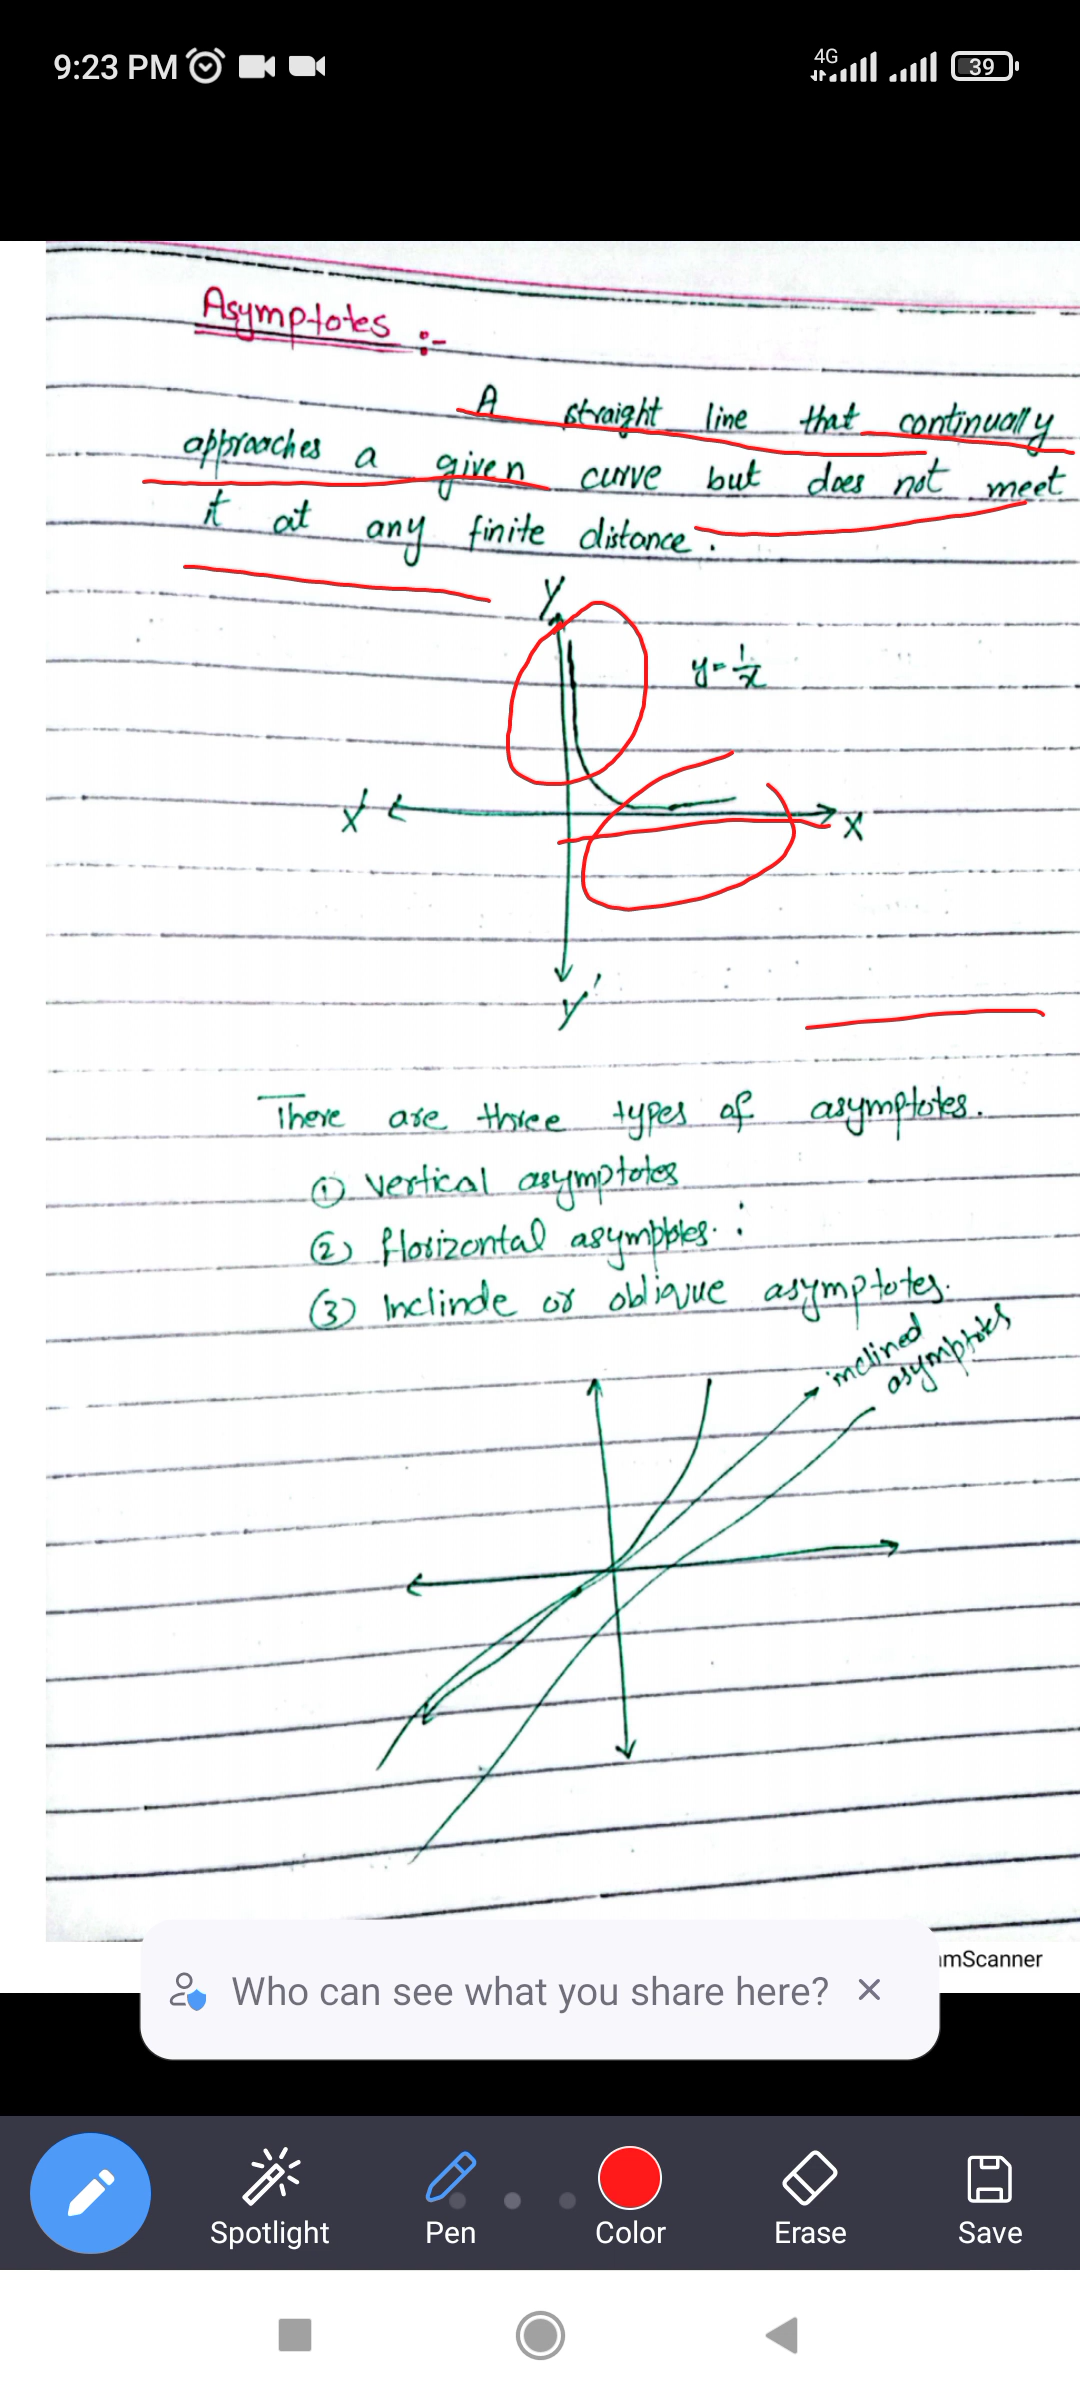 9:23 PM
4G
39
Asymptotes :-
A straight line that continually
approaches a given curve but does not meet
it at any finite distance.
Y
y=1/x
X' X
Y'
There are three types of asymptotes.
① Vertical asymptotes
② Horizontal asymptotes.
③ Inclinde or oblique asymptotes.
inclined
asymptotes
mScanner
Who can see what you share here?
Spotlight Pen Color Erase Save